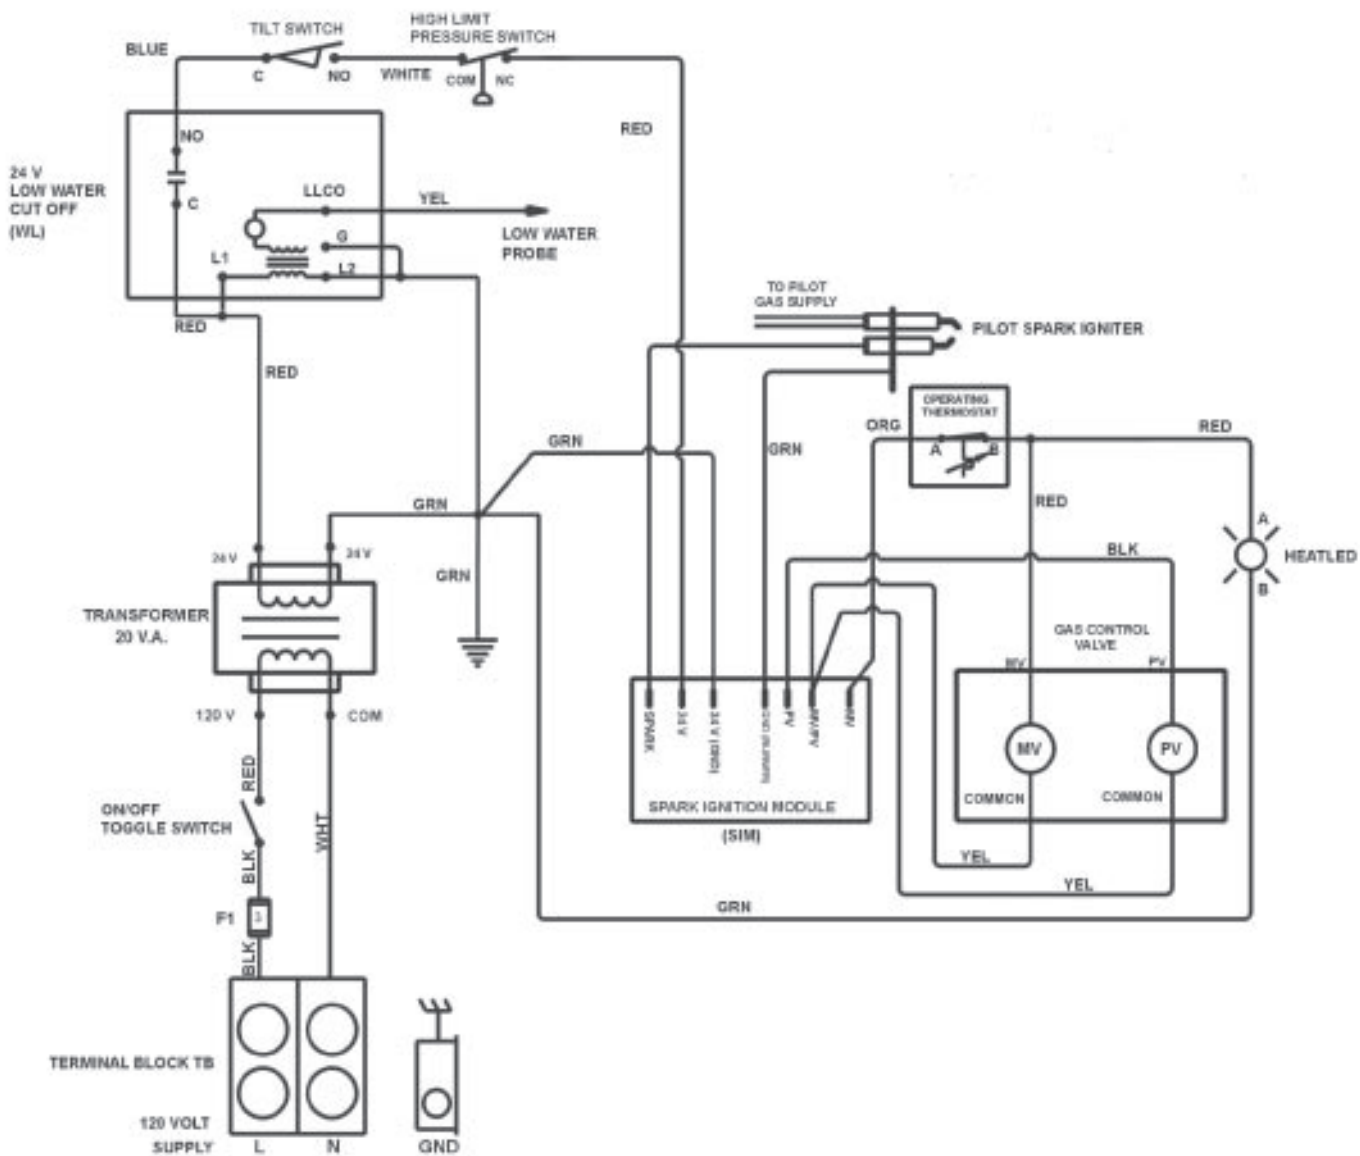 TILT SWITCH
HIGH LIMIT
PRESSURE SWITCH
BLUE
C
NO
WHITE
COM
NC
RED
NO
24 V
LOW WATER
CUT OFF
(WL)
C
LLCO
YEL
LOW WATER
PROBE
G
L1
L2
RED
RED
TO PILOT
GAS SUPPLY
PILOT SPARK IGNITER
OPERATING
THERMOSTAT
ORG
A
B
RED
GRN
GRN
RED
GRN
A
HEATLED
B
BLK
24 V
24 V
GRN
TRANSFORMER
20 V.A.
GAS CONTROL
VALVE
MV
PV
120 V
COM
SPARK
24 V
24 V (GND)
PV
MV/PV
MV
MV
PV
COMMON
COMMON
SPARK IGNITION MODULE
(SIM)
RED
ON/OFF
TOGGLE SWITCH
WHT
BLK
YEL
YEL
GRN
F1
BLK
TERMINAL BLOCK TB
120 VOLT
SUPPLY
L
N
GND